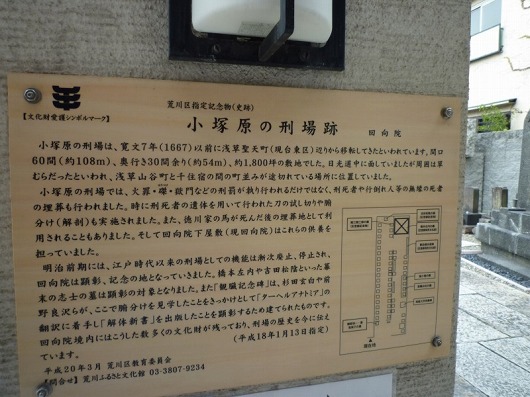 荒川区指定記念物(史跡)
小塚原の刑場跡
回向院
【文化財愛護シンボルマーク】
小塚原の刑場は、寛文7年(1667)以前に浅草聖天町(現台東区)辺りから移転してきたといわれています。間口
60間(約108m)、奥行き30間余り(約54m)、約1,800坪の敷地でした。日光道中に面していましたが周囲は草
むらだったといわれ、浅草山谷町と千住宿の間の町並みが途切れている場所に位置していました。
小塚原の刑場では、火罪・磔・獄門などの刑罰が執り行われるだけではなく、刑死者や行倒れ人等の無縁の死者
の埋葬も行われました。時に刑死者の遺体を用いて行われた刀の試し切りや腑
分け(解剖)も実施されました。また、徳川家の馬が死んだ後の埋葬地として利
用されることもありました。そして回向院下屋敷(現回向院)はこれらの供養を
担っていました。
明治前期には、江戸時代以来の刑場としての機能は漸次廃止、停止され、
回向院は顕彰、記念の地となっていきました。橋本左内や吉田松陰といった幕
末の志士の墓は顕彰の対象となりました。また「観臓記念碑」は、杉田玄白や前
野良沢らが、ここで腑分けを見学したことをきっかけとして「ターヘルアナトミア」の
翻訳に着手し「解体新書」を出版したことを顕彰するため建てられたものです。
回向院境内にはこうした数多くの文化財が残っており、刑場の歴史を今に伝え
ています。
(平成18年1月13日指定)
平成20年3月 荒川区教育委員会
【問合せ】荒川ふるさと文化館 03-3807-9234